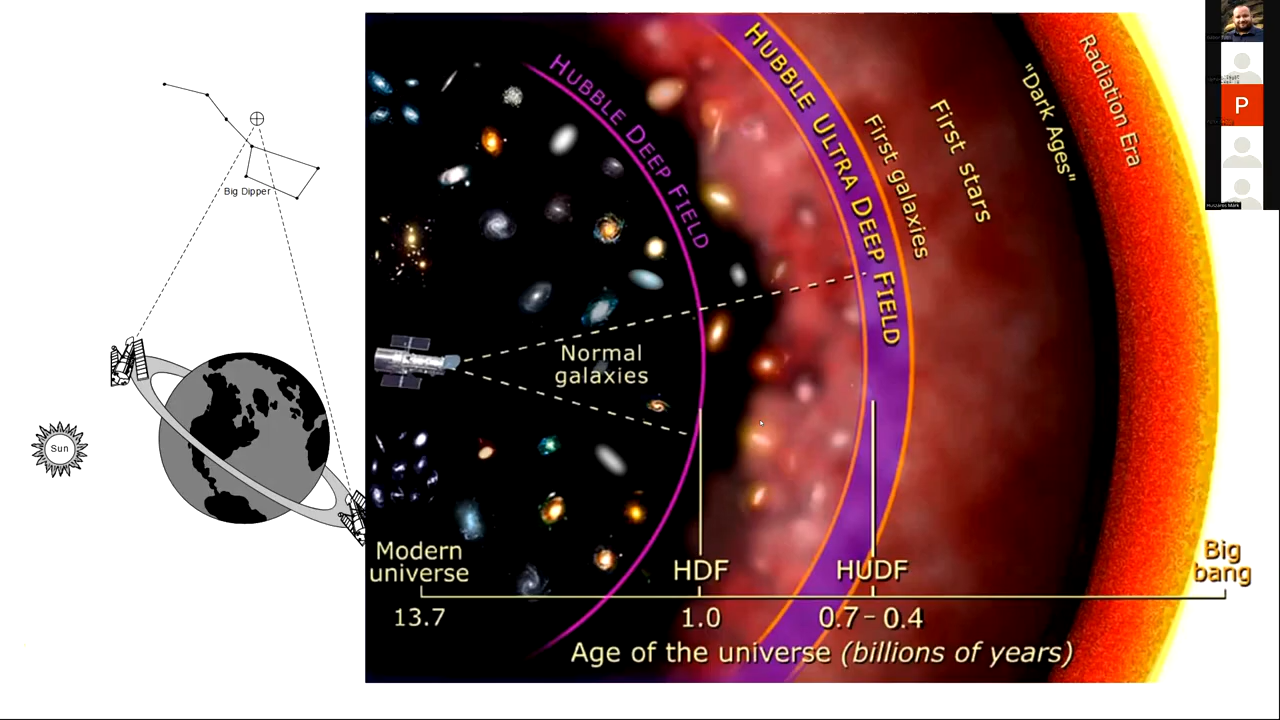 Big Dipper
Sun
HUBBLE DEEP FIELD
HUBBLE ULTRA DEEP FIELD
First galaxies
First stars
"Dark Ages"
Radiation Era
Normal
galaxies
Modern
universe
HDF
HUDF
Big
bang
13.7
1.0
0.7 - 0.4
Age of the universe (billions of years)
P
Huszáros Márk